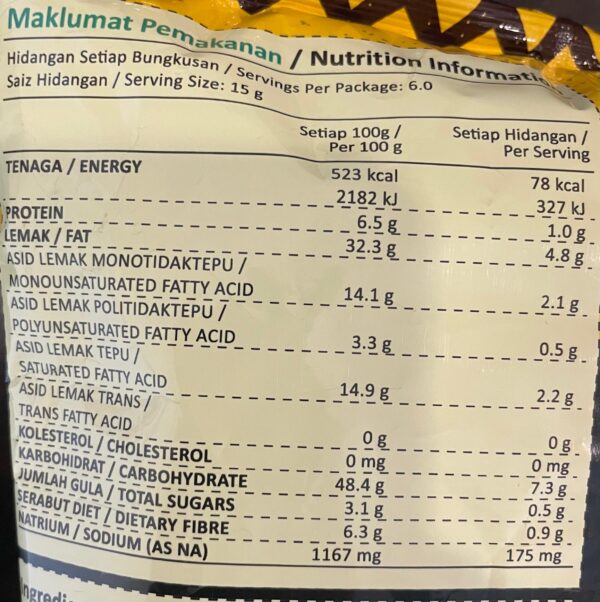 Maklumat Pemakanan / Nutrition Informati
Hidangan Setiap Bungkusan / Servings Per Package: 6.0
Saiz Hidangan / Serving Size: 15 g
Setiap 100g / Setiap Hidangan /
Per 100 g Per Serving
TENAGA / ENERGY 523 kcal 78 kcal
2182 kJ 327 kJ
PROTEIN 6.5 g 1.0 g
LEMAK / FAT 32.3 g 4.8 g
ASID LEMAK MONOTIDAKTEPU /
MONOUNSATURATED FATTY ACID 14.1 g 2.1 g
ASID LEMAK POLITIDAKTEPU /
POLYUNSATURATED FATTY ACID 3.3 g 0.5 g
ASID LEMAK TEPU /
SATURATED FATTY ACID 14.9 g 2.2 g
ASID LEMAK TRANS /
TRANS FATTY ACID 0 g 0 g
KOLESTEROL / CHOLESTEROL 0 mg 0 mg
KARBOHIDRAT / CARBOHYDRATE 48.4 g 7.3 g
JUMLAH GULA / TOTAL SUGARS 3.1 g 0.5 g
SERABUT DIET / DIETARY FIBRE 6.3 g 0.9 g
NATRIUM / SODIUM (AS NA) 1167 mg 175 mg